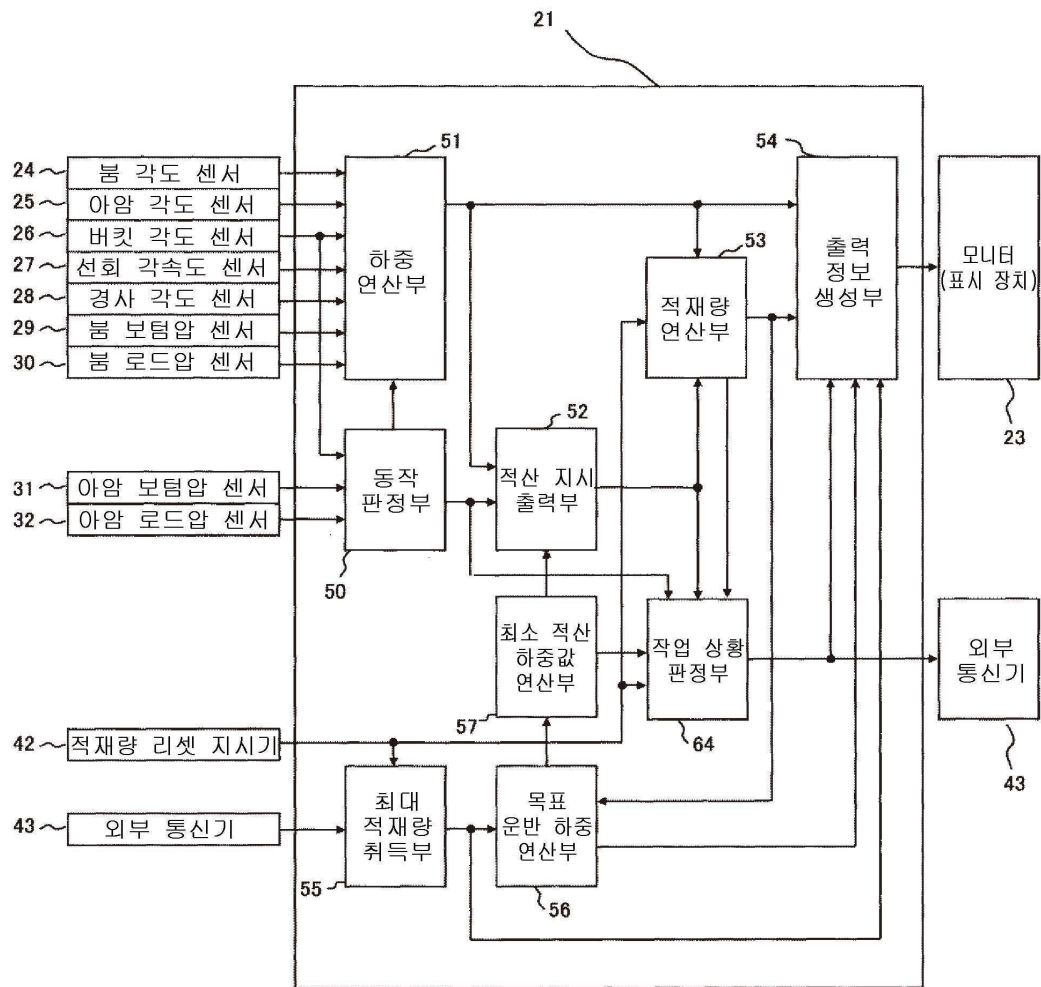 21
51
54
24 붐 각도 센서
25 아암 각도 센서
26 버킷 각도 센서
27 선회 각속도 센서
28 경사 각도 센서
29 붐 보텀압 센서
30 붐 로드압 센서
하중
연산부
53
적재량
연산부
출력
정보
생성부
모니터
(표시 장치)
23
52
31 아암 보텀압 센서
32 아암 로드압 센서
동작
판정부
50
적산 지시
출력부
최소 적산
하중값
연산부
57
작업 상황
판정부
64
외부
통신기
43
42 적재량 리셋 지시기
43 외부 통신기
최대
적재량
취득부
55
목표
운반 하중
연산부
56